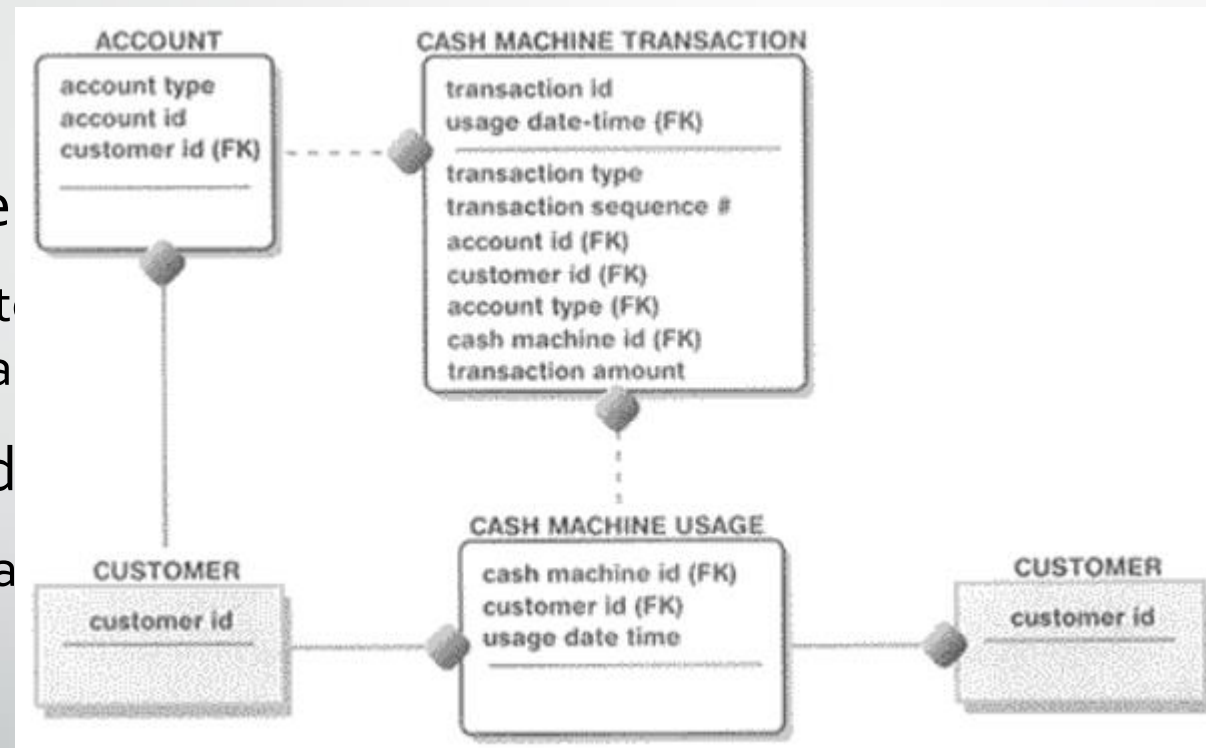 ACCOUNT
account type
account id
customer id (FK)
CASH MACHINE TRANSACTION
transaction id
usage date-time (FK)
transaction type
transaction sequence #
account id (FK)
customer id (FK)
account type (FK)
cash machine id (FK)
transaction amount
CUSTOMER
customer id
CASH MACHINE USAGE
cash machine id (FK)
customer id (FK)
usage date time
CUSTOMER
customer id